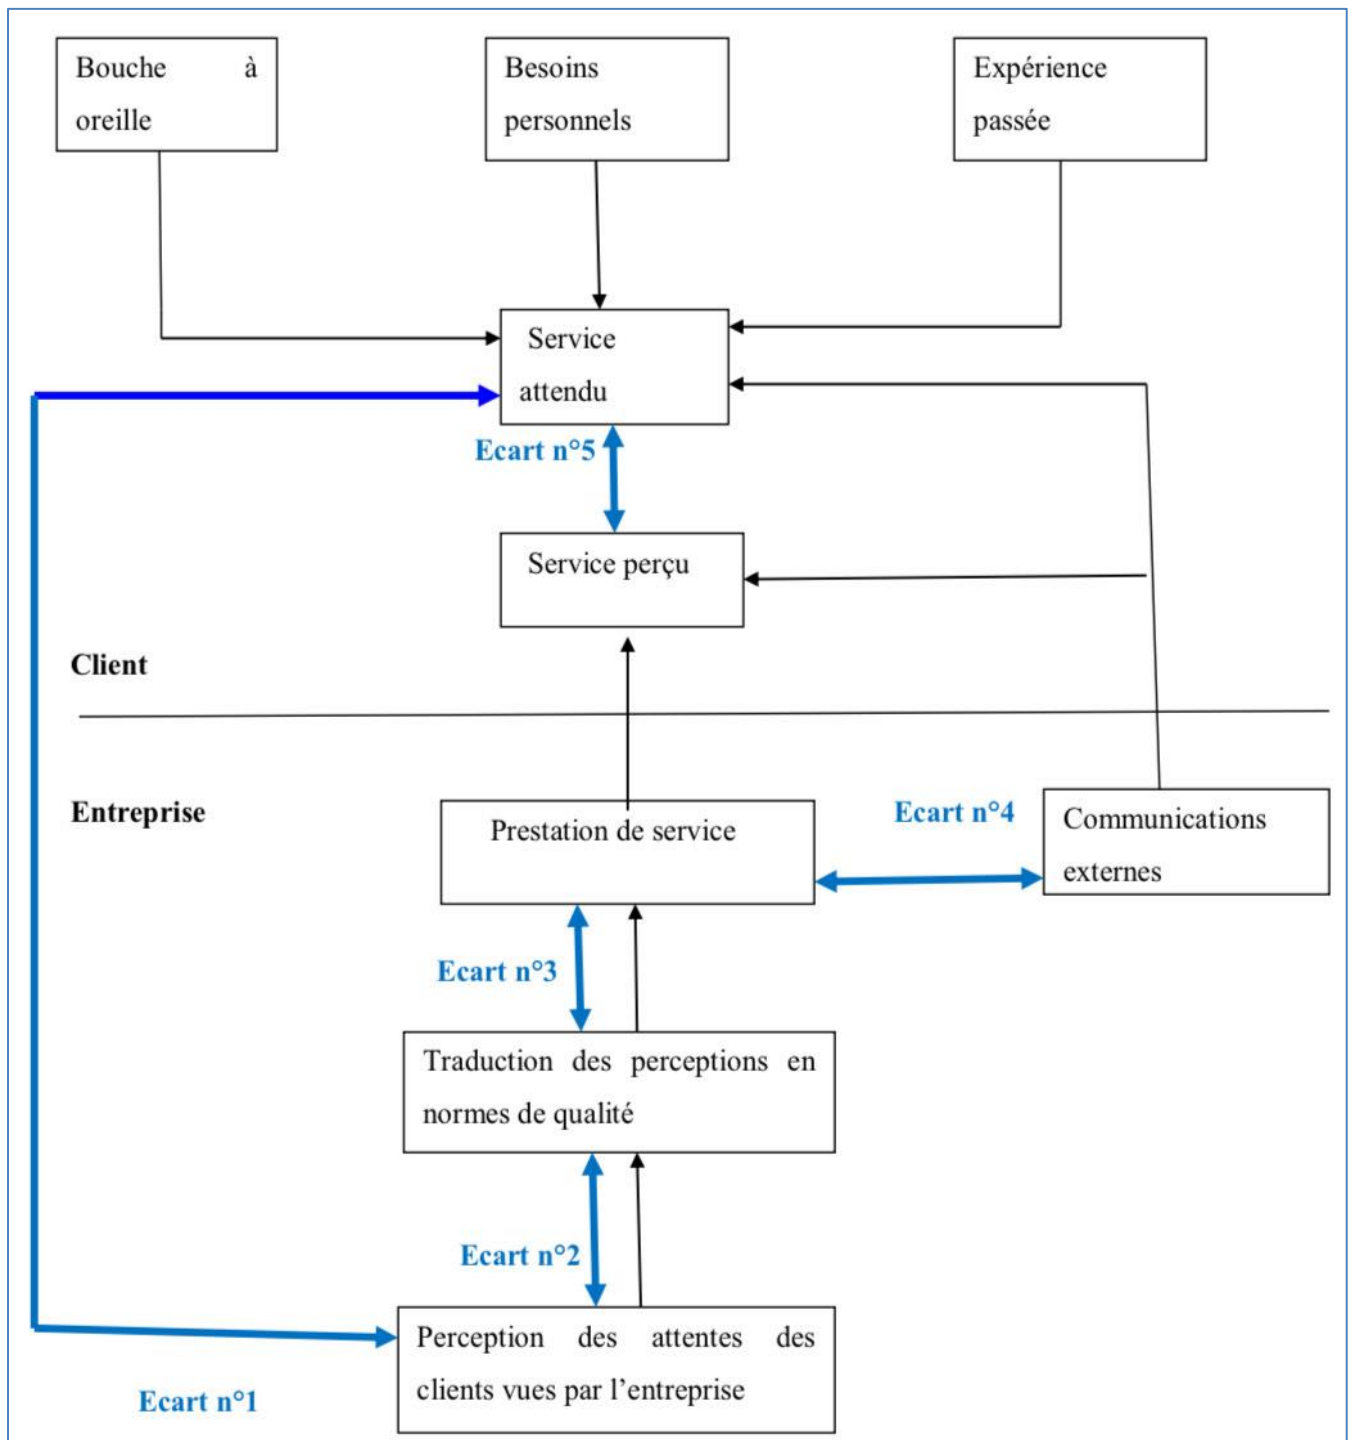 Bouche à
oreille
Besoins
personnels
Expérience
passée
Service
attendu
Ecart n°5
Service perçu
Client
Entreprise
Prestation de service
Ecart n°4
Communications
externes
Ecart n°3
Traduction des perceptions en
normes de qualité
Ecart n°2
Perception des attentes des
clients vues par l’entreprise
Ecart n°1